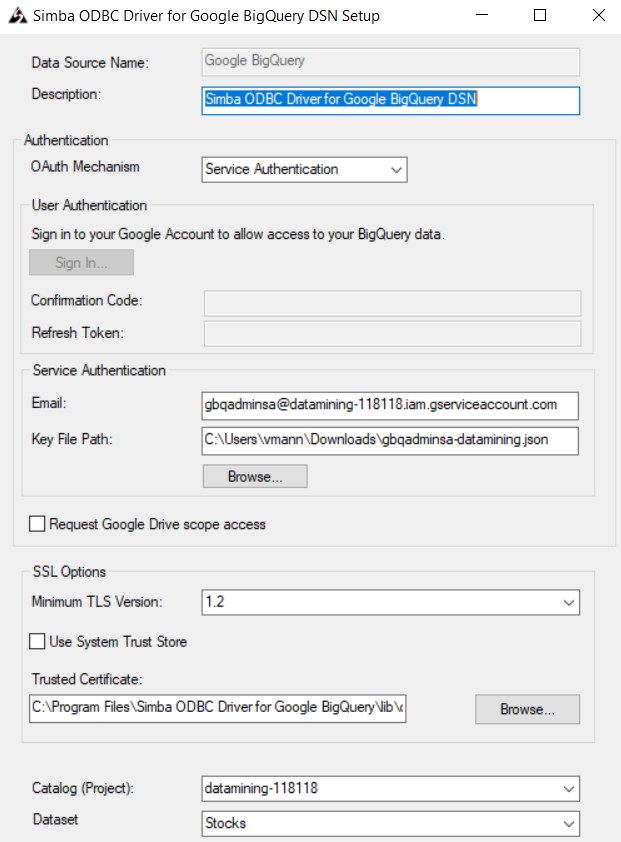 Simba ODBC Driver for Google BigQuery DSN Setup
Data Source Name: Google BigQuery
Description: Simba ODBC Driver for Google BigQuery DSN
Authentication
OAuth Mechanism Service Authentication
User Authentication
Sign in to your Google Account to allow access to your BigQuery data.
Sign In...
Confirmation Code:
Refresh Token:
Service Authentication
Email: gbqadminsa@datamining-118118.iam.gserviceaccount.com
Key File Path: C:\Users\vmann\Downloads\gbqadminsa-datamining.json
Browse...
Request Google Drive scope access
SSL Options
Minimum TLS Version: 1.2
Use System Trust Store
Trusted Certificate:
C:\Program Files\Simba ODBC Driver for Google BigQuery\lib\ Browse...
Catalog (Project): datamining-118118
Dataset Stocks